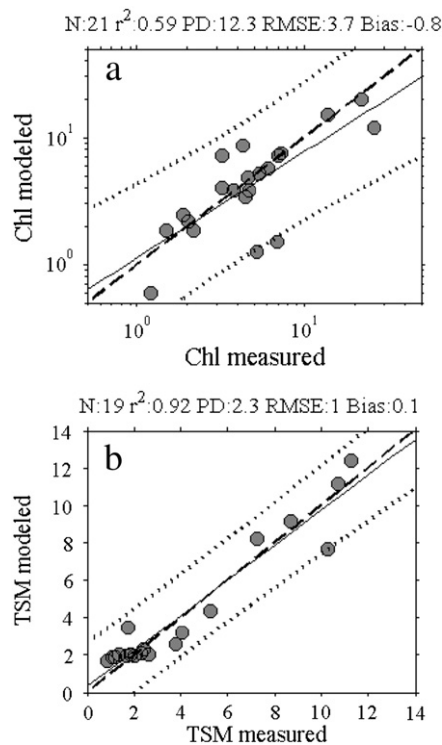 N:21 r²:0.59 PD:12.3 RMSE:3.7 Bias:-0.8
a
Chl modeled
10¹
10⁰
10⁰ 10¹
Chl measured
N:19 r²:0.92 PD:2.3 RMSE:1 Bias:0.1
b
TSM modeled
14
12
10
8
6
4
2
0
0 2 4 6 8 10 12 14
TSM measured